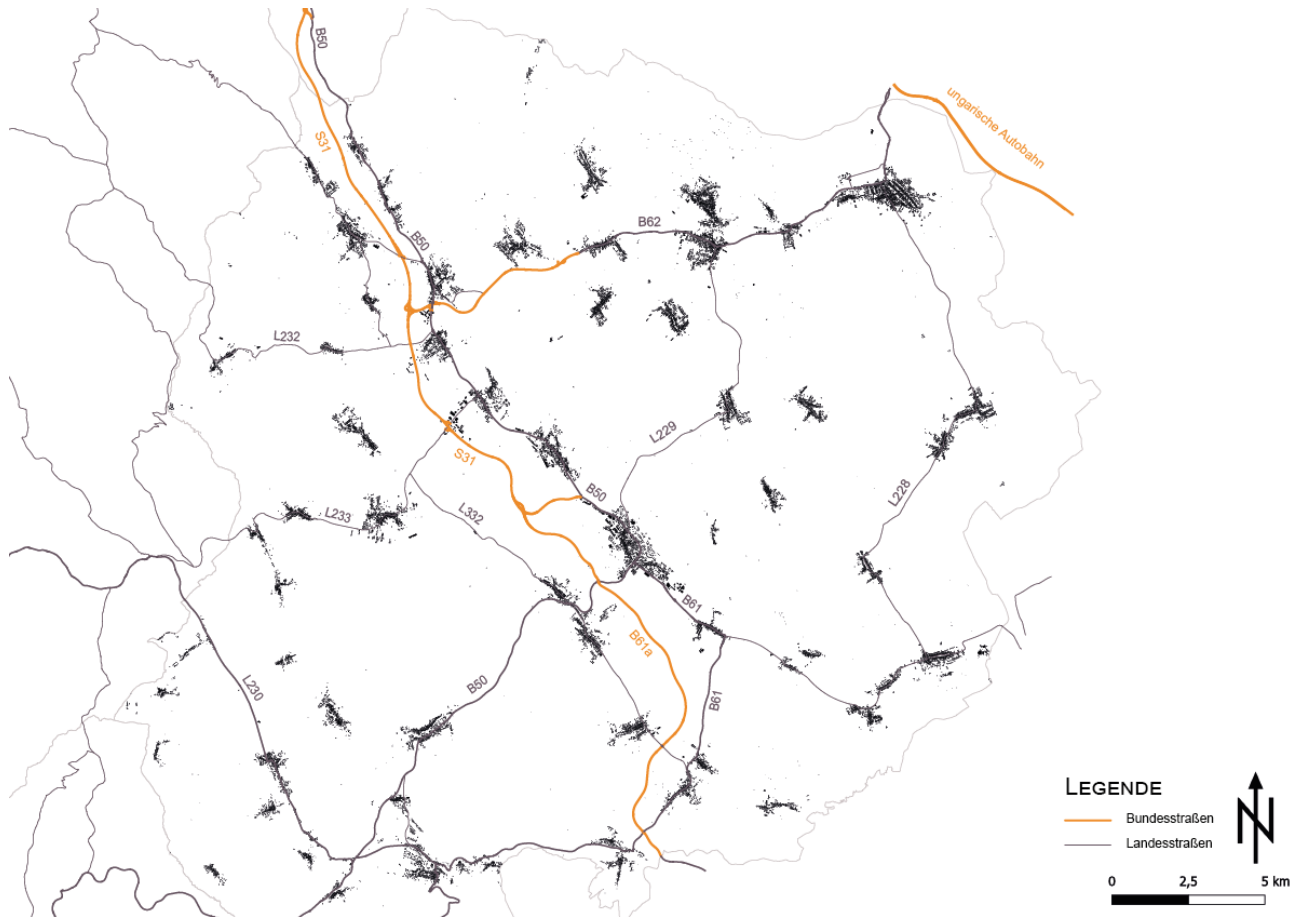 B50
S31
ungarische Autobahn
B62
B50
L232
L229
S31
B50
L228
L233
L332
B61
B61a
L230
B50
B61
LEGENDE
Bundesstraßen
Landesstraßen
N
0 2,5 5 km